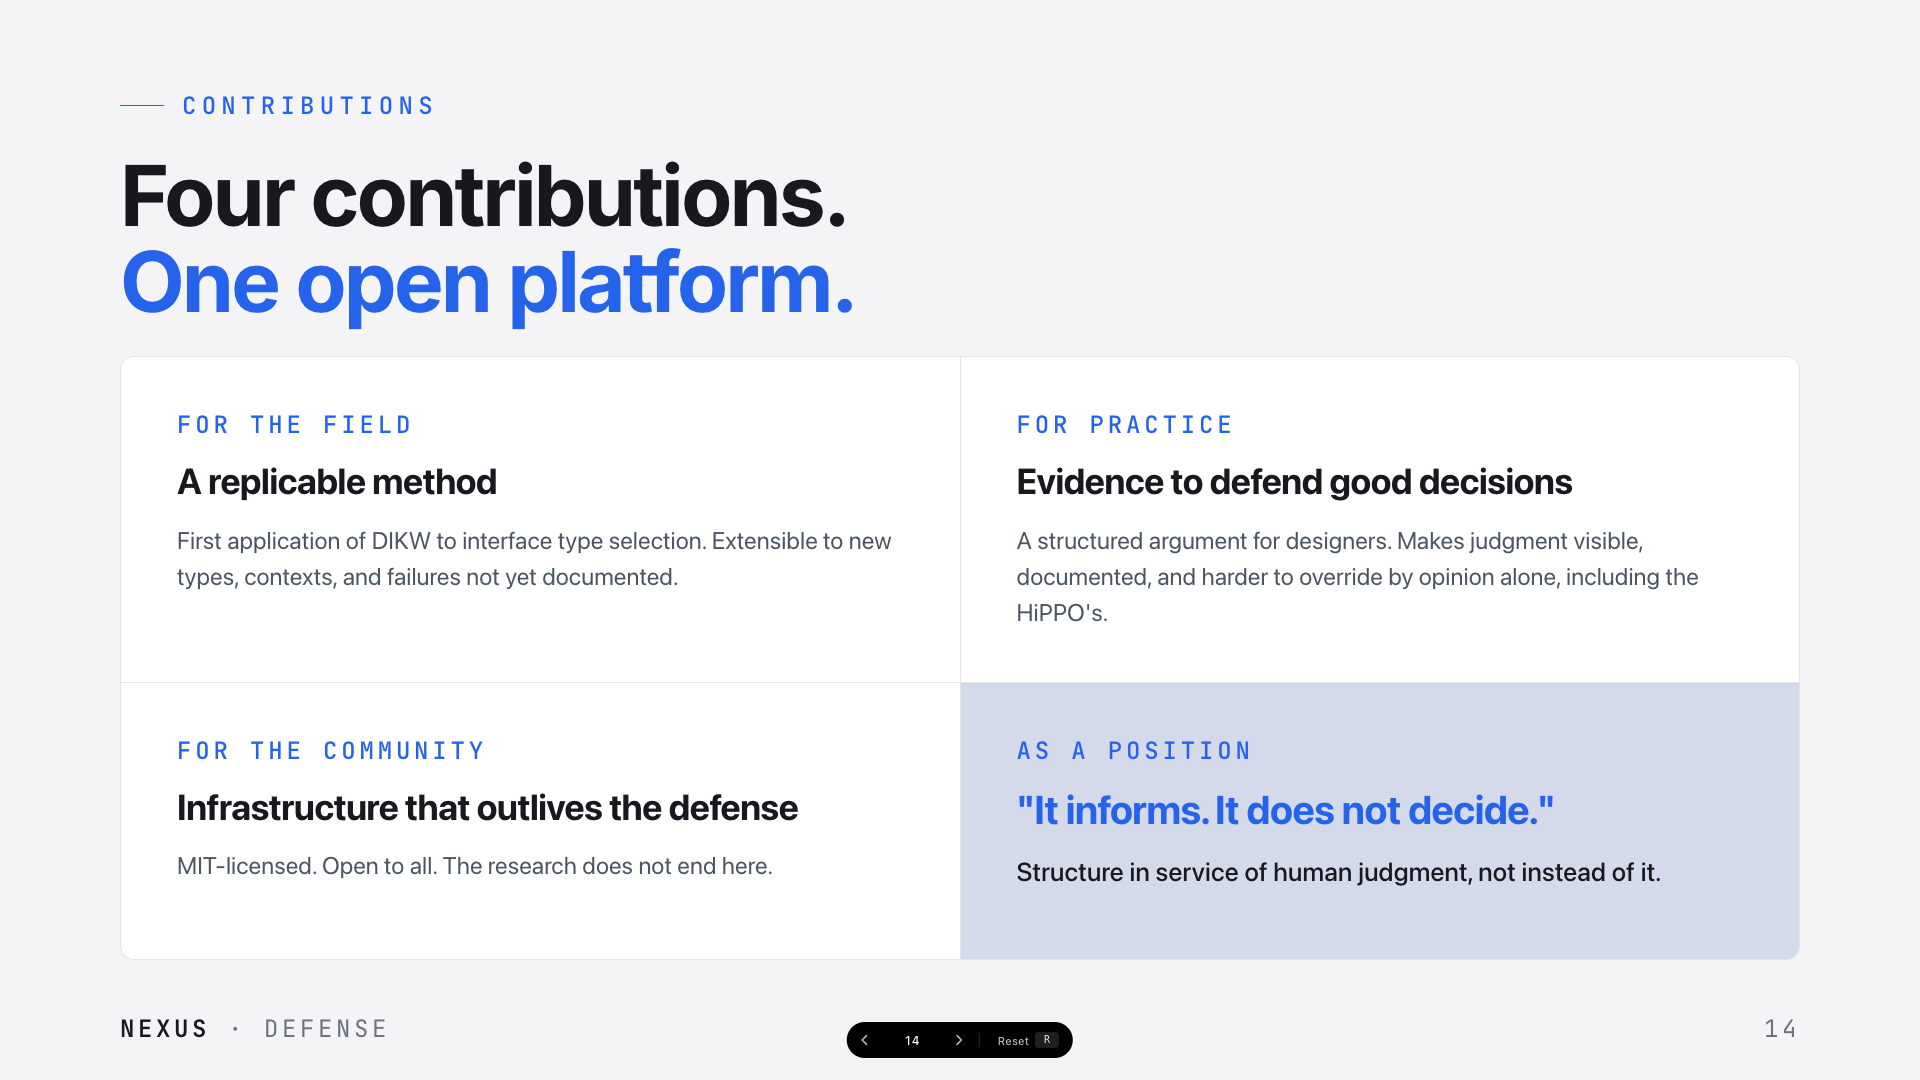 CONTRIBUTIONS
Four contributions.
One open platform.
FOR THE FIELD
A replicable method
First application of DIKW to interface type selection. Extensible to new
types, contexts, and failures not yet documented.
FOR PRACTICE
Evidence to defend good decisions
A structured argument for designers. Makes judgment visible,
documented, and harder to override by opinion alone, including the
HiPPO's.
FOR THE COMMUNITY
Infrastructure that outlives the defense
MIT-licensed. Open to all. The research does not end here.
AS A POSITION
"It informs. It does not decide."
Structure in service of human judgment, not instead of it.
NEXUS · DEFENSE
14 Reset R
14